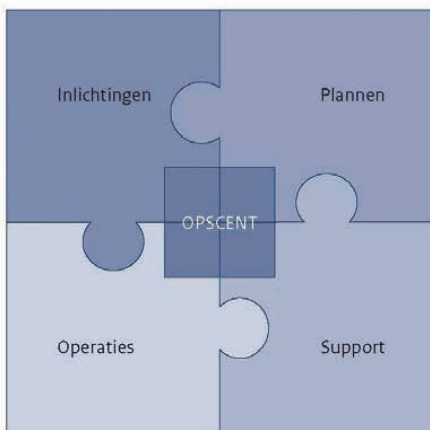 Inlichtingen
Plannen
OPSCENT
Operaties
Support